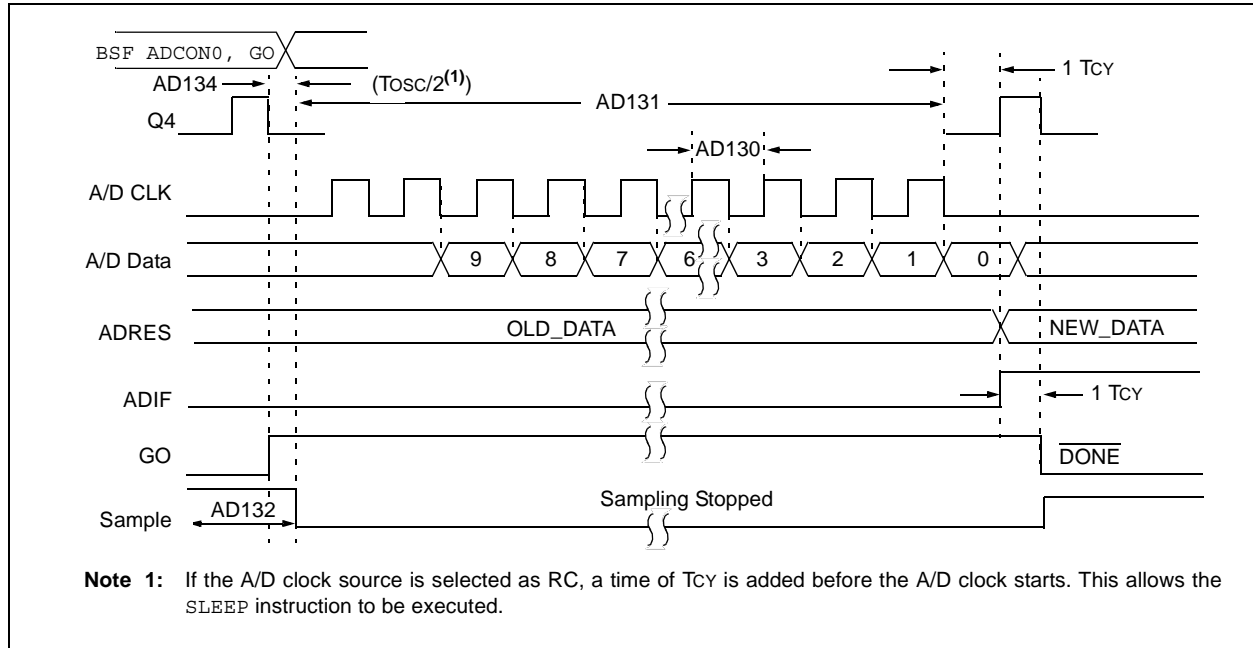 BSF ADCON0, GO
AD134
(TOSC/2(1))
1 TCY
AD131
Q4
AD130
A/D CLK
A/D Data
9 8 7 6 3 2 1 0
ADRES
OLD_DATA
NEW_DATA
ADIF
1 TCY
GO
DONE
Sampling Stopped
AD132
Sample
Note 1: If the A/D clock source is selected as RC, a time of TCY is added before the A/D clock starts. This allows the
SLEEP instruction to be executed.